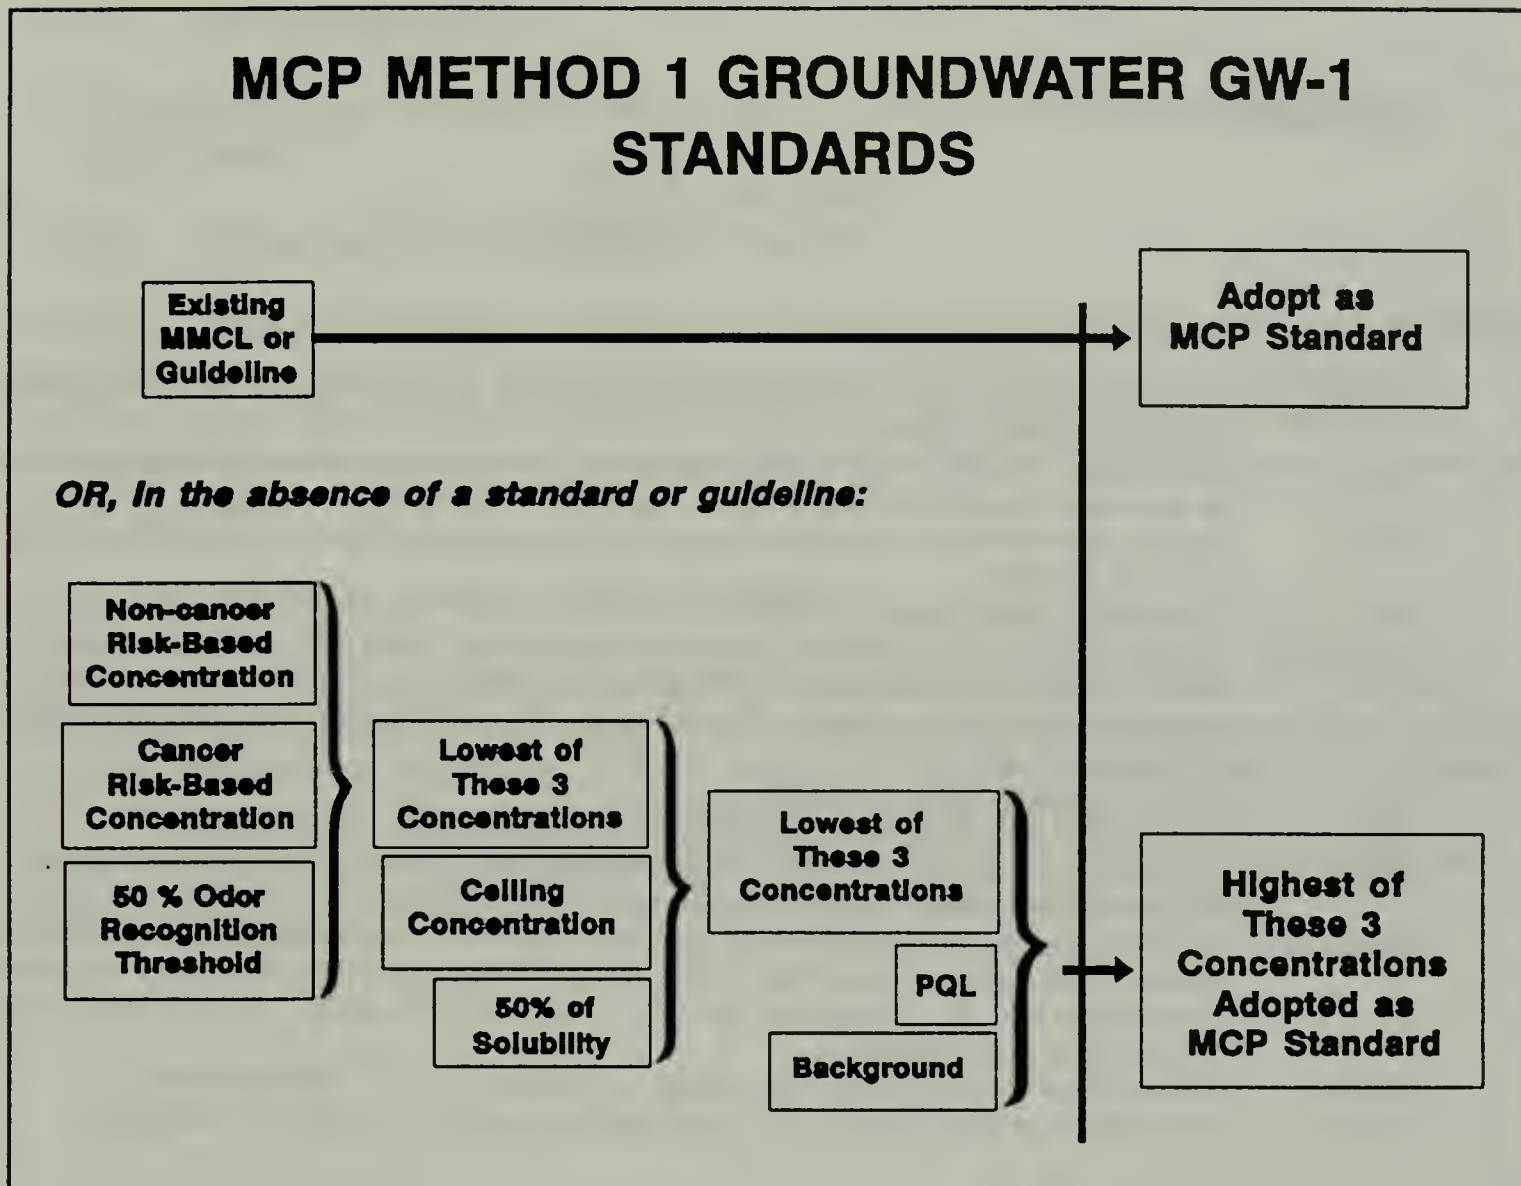 MCP METHOD 1 GROUNDWATER GW-1
STANDARDS
Existing
MMCL or
Guideline
Adopt as
MCP Standard
OR, in the absence of a standard or guideline:
Non-cancer
Risk-Based
Concentration
Cancer
Risk-Based
Concentration
50 % Odor
Recognition
Threshold
Lowest of
These 3
Concentrations
Ceiling
Concentration
50% of
Solubility
Lowest of
These 3
Concentrations
PQL
Background
Highest of
These 3
Concentrations
Adopted as
MCP Standard